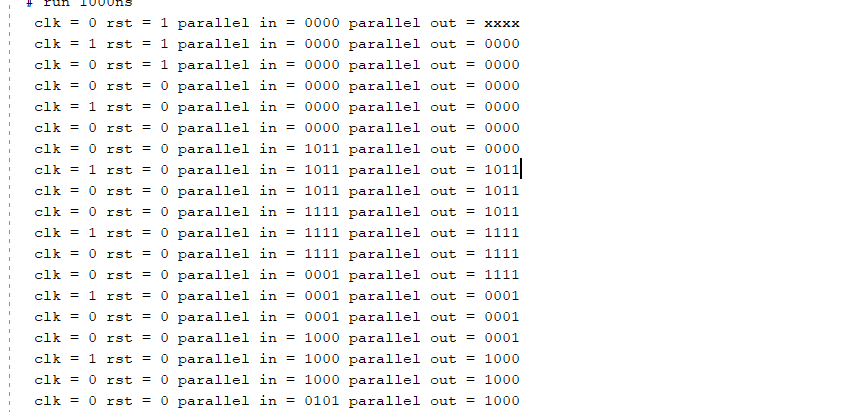 # run 1000ns
clk = 0 rst = 1 parallel in = 0000 parallel out = xxxx
clk = 1 rst = 1 parallel in = 0000 parallel out = 0000
clk = 0 rst = 1 parallel in = 0000 parallel out = 0000
clk = 0 rst = 0 parallel in = 0000 parallel out = 0000
clk = 1 rst = 0 parallel in = 0000 parallel out = 0000
clk = 0 rst = 0 parallel in = 0000 parallel out = 0000
clk = 0 rst = 0 parallel in = 1011 parallel out = 0000
clk = 1 rst = 0 parallel in = 1011 parallel out = 1011
clk = 0 rst = 0 parallel in = 1011 parallel out = 1011
clk = 0 rst = 0 parallel in = 1111 parallel out = 1011
clk = 1 rst = 0 parallel in = 1111 parallel out = 1111
clk = 0 rst = 0 parallel in = 1111 parallel out = 1111
clk = 0 rst = 0 parallel in = 0001 parallel out = 1111
clk = 1 rst = 0 parallel in = 0001 parallel out = 0001
clk = 0 rst = 0 parallel in = 0001 parallel out = 0001
clk = 0 rst = 0 parallel in = 1000 parallel out = 0001
clk = 1 rst = 0 parallel in = 1000 parallel out = 1000
clk = 0 rst = 0 parallel in = 1000 parallel out = 1000
clk = 0 rst = 0 parallel in = 0101 parallel out = 1000